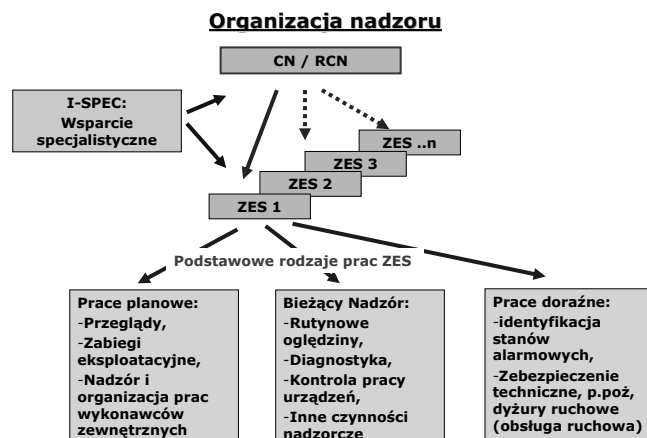 Organizacja nadzoru
CN / RCN
I-SPEC:
Wsparcie
specjalistyczne
ZES ..n
ZES 3
ZES 2
ZES 1
Podstawowe rodzaje prac ZES
Prace planowe:
-Przeglądy,
-Zabiegi
eksploatacyjne,
-Nadzór i
organizacja prac
wykonawców
zewnętrznych
Bieżący Nadzór:
-Rutynowe
oględziny,
-Diagnostyka,
-Kontrola pracy
urządzeń,
-Inne czynności
nadzorcze
Prace doraźne:
-identyfikacja
stanów
alarmowych,
-Zebezpieczenie
techniczne, p.poż,
dyżury ruchowe
(obsługa ruchowa)